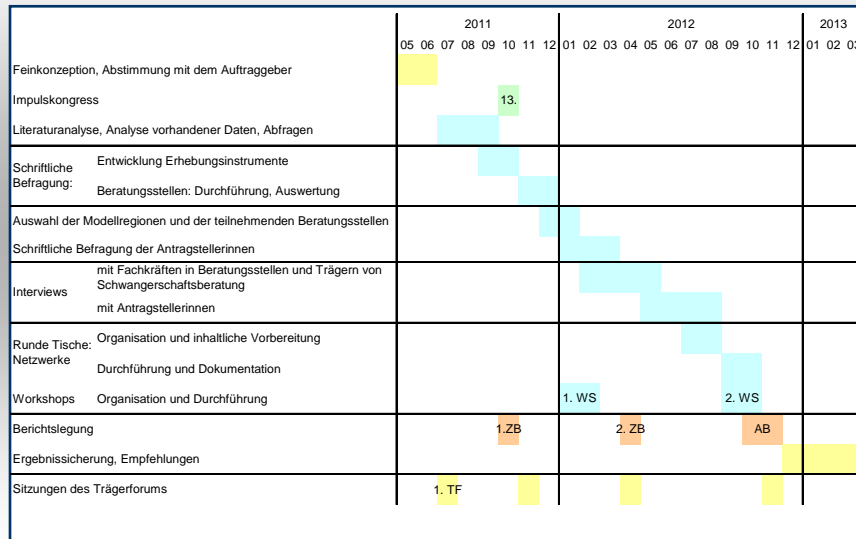 2011 2012 2013
05 06 07 08 09 10 11 12 01 02 03 04 05 06 07 08 09 10 11 12 01 02 03
Feinkonzeption, Abstimmung mit dem Auftraggeber
Impulskongress 13.
Literaturanalyse, Analyse vorhandener Daten, Abfragen
Schriftliche Befragung: Entwicklung Erhebungsinstrumente
Beratungsstellen: Durchführung, Auswertung
Auswahl der Modellregionen und der teilnehmenden Beratungsstellen
Schriftliche Befragung der Antragstellerinnen
Interviews mit Fachkräften in Beratungsstellen und Trägern von
Schwangerschaftsberatung
mit Antragstellerinnen
Runde Tische: Organisation und inhaltliche Vorbereitung
Netzwerke
Durchführung und Dokumentation
Workshops Organisation und Durchführung 1. WS 2. WS
Berichtslegung 1.ZB 2. ZB AB
Ergebnissicherung, Empfehlungen
Sitzungen des Trägerforums 1. TF